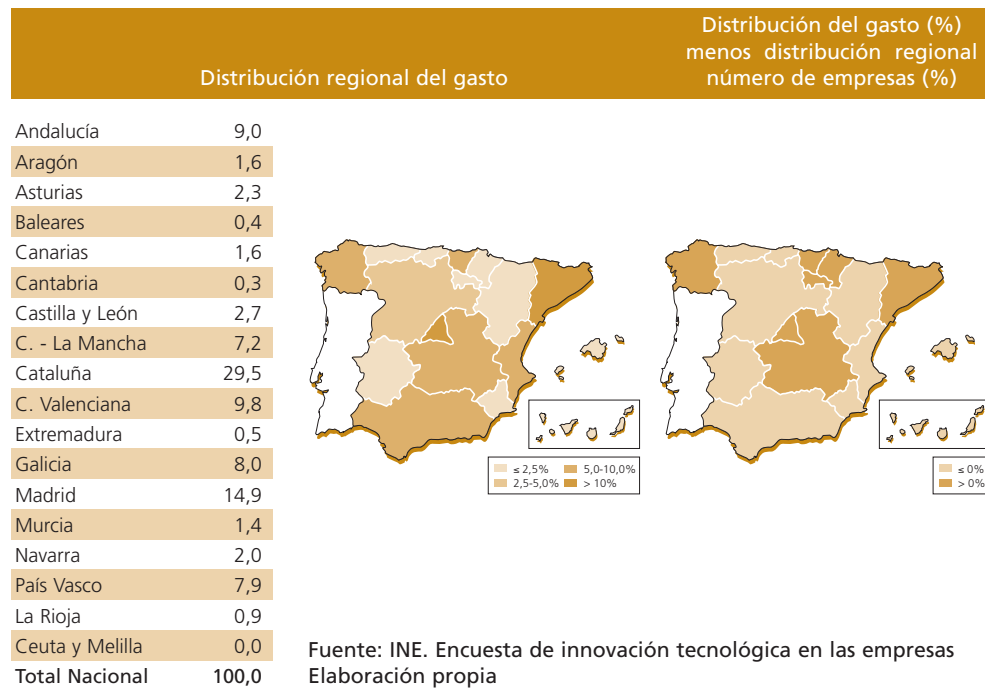 Distribución regional del gasto
Distribución del gasto (%)
menos distribución regional
número de empresas (%)
Andalucía 9,0
Aragón 1,6
Asturias 2,3
Baleares 0,4
Canarias 1,6
Cantabria 0,3
Castilla y León 2,7
C. - La Mancha 7,2
Cataluña 29,5
C. Valenciana 9,8
Extremadura 0,5
Galicia 8,0
Madrid 14,9
Murcia 1,4
Navarra 2,0
País Vasco 7,9
La Rioja 0,9
Ceuta y Melilla 0,0
Total Nacional 100,0
≤ 2,5% 5,0-10,0%
2,5-5,0% > 10%
≤ 0%
> 0%
Fuente: INE. Encuesta de innovación tecnológica en las empresas
Elaboración propia